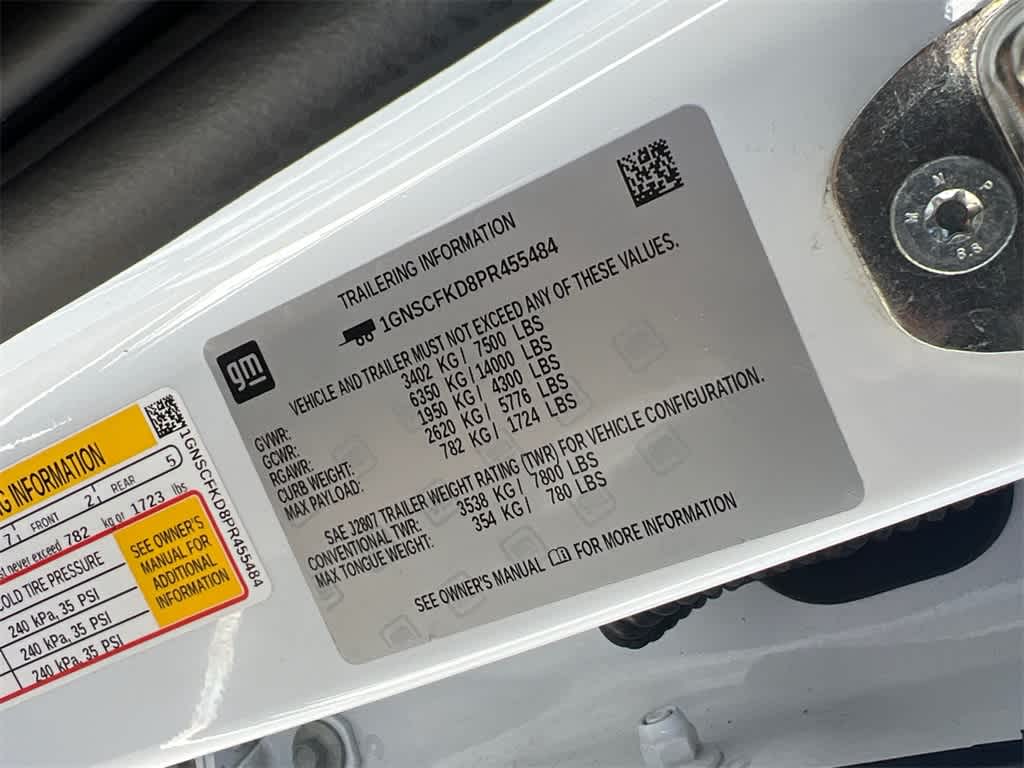 gm
TRAILERING INFORMATION
1GNSCFKD8PR455484
VEHICLE AND TRAILER MUST NOT EXCEED ANY OF THESE VALUES.
GVWR: 3402 KG/ 7500 LBS
GCWR: 6350 KG/14000 LBS
RGAWR: 1950 KG/ 4300 LBS
CURB WEIGHT: 2620 KG/ 5776 LBS
MAX PAYLOAD: 782 KG/ 1724 LBS
SAE J2807 TRAILER WEIGHT RATING (TWR) FOR VEHICLE CONFIGURATION.
CONVENTIONAL TWR: 3538 KG/ 7800 LBS
MAX TONGUE WEIGHT: 354 KG/ 780 LBS
SEE OWNER'S MANUAL FOR MORE INFORMATION
INFORMATION
7 FRONT 2 REAR 5
never exceed 782 kg or 1723 lbs
COLD TIRE PRESSURE
240 kPa, 35 PSI
240 kPa, 35 PSI
240 kPa, 35 PSI
SEE OWNER'S
MANUAL FOR
ADDITIONAL
INFORMATION
1GNSCFKD8PR455484
M M P
8.8